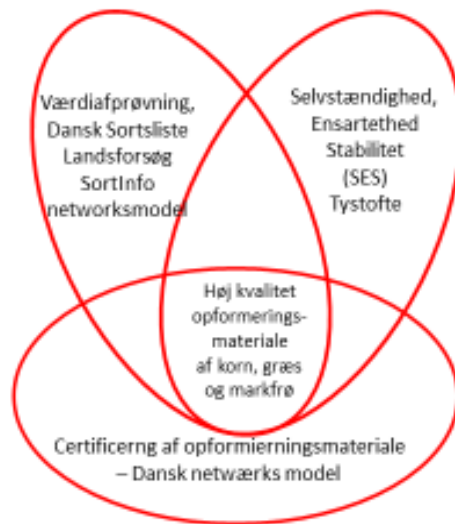 Værdiafprøvning,
Dansk Sortsliste
Landsforsøg
SortInfo
networksmodel
Selvstændighed,
Ensartethed
Stabilitet
(SES)
Tystofte
Høj kvalitet
opformerings-
materiale
af korn, græs
og markfrø
Certificerng af opformierningsmateriale
– Dansk netwærks model